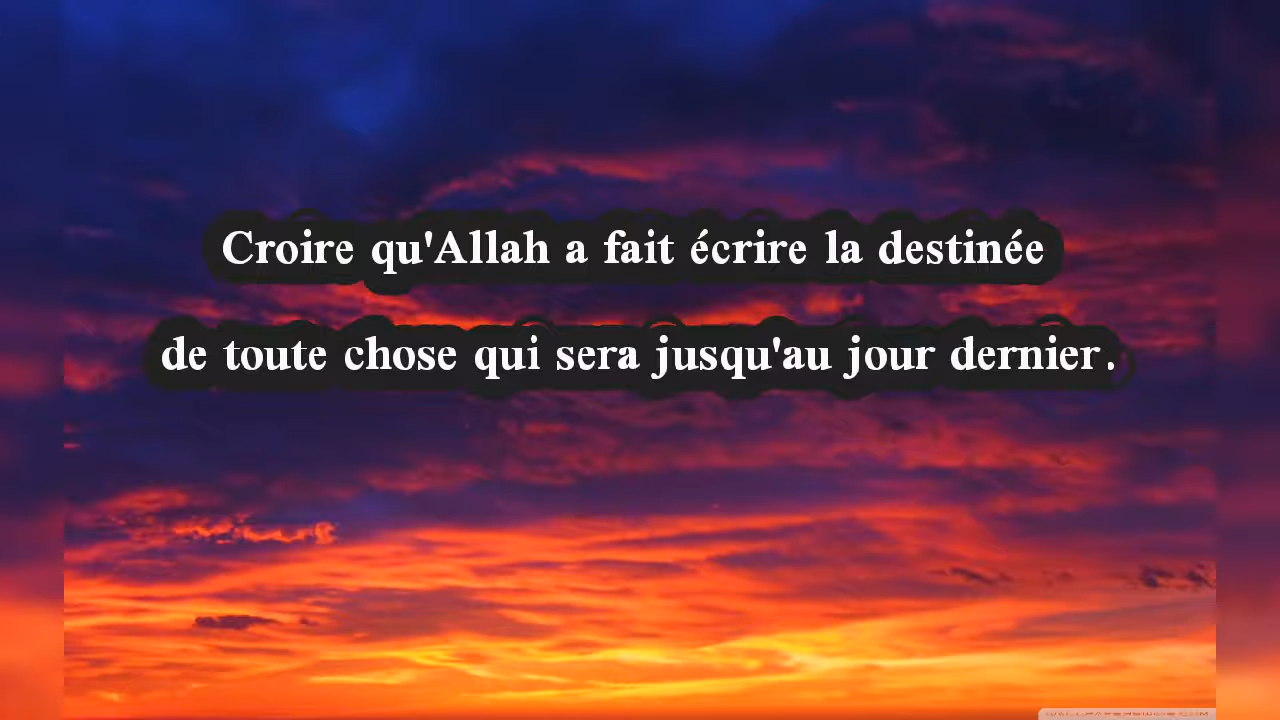 Croire qu'Allah a fait écrire la destinée
de toute chose qui sera jusqu'au jour dernier.